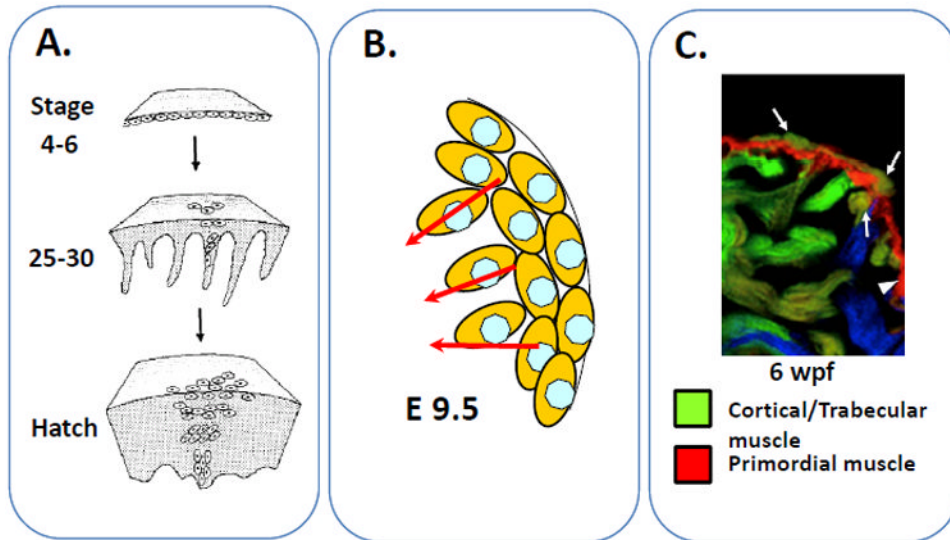 A.
Stage
4-6
25-30
Hatch
B.
E 9.5
C.
6 wpf
Cortical/Trabecular
muscle
Primordial muscle